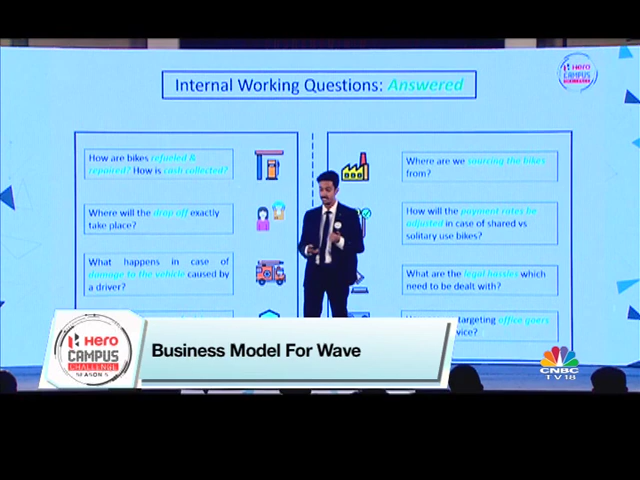 Internal Working Questions: Answered
Hero
CAMPUS
CHALLENGE
How are bikes refueled &
repaired? How is cash collected?
Where will the drop off exactly
take place?
What happens in case of
damage to the vehicle caused by
a driver?
Where are we sourcing the bikes
from?
How will the payment rates be
adjusted in case of shared vs
solitary use bikes?
What are the legal hassles which
need to be dealt with?
targeting office goers
Hero
CAMPUS
CHALLENGE
SEASON 5
Business Model For Wave
CNBC
TV18